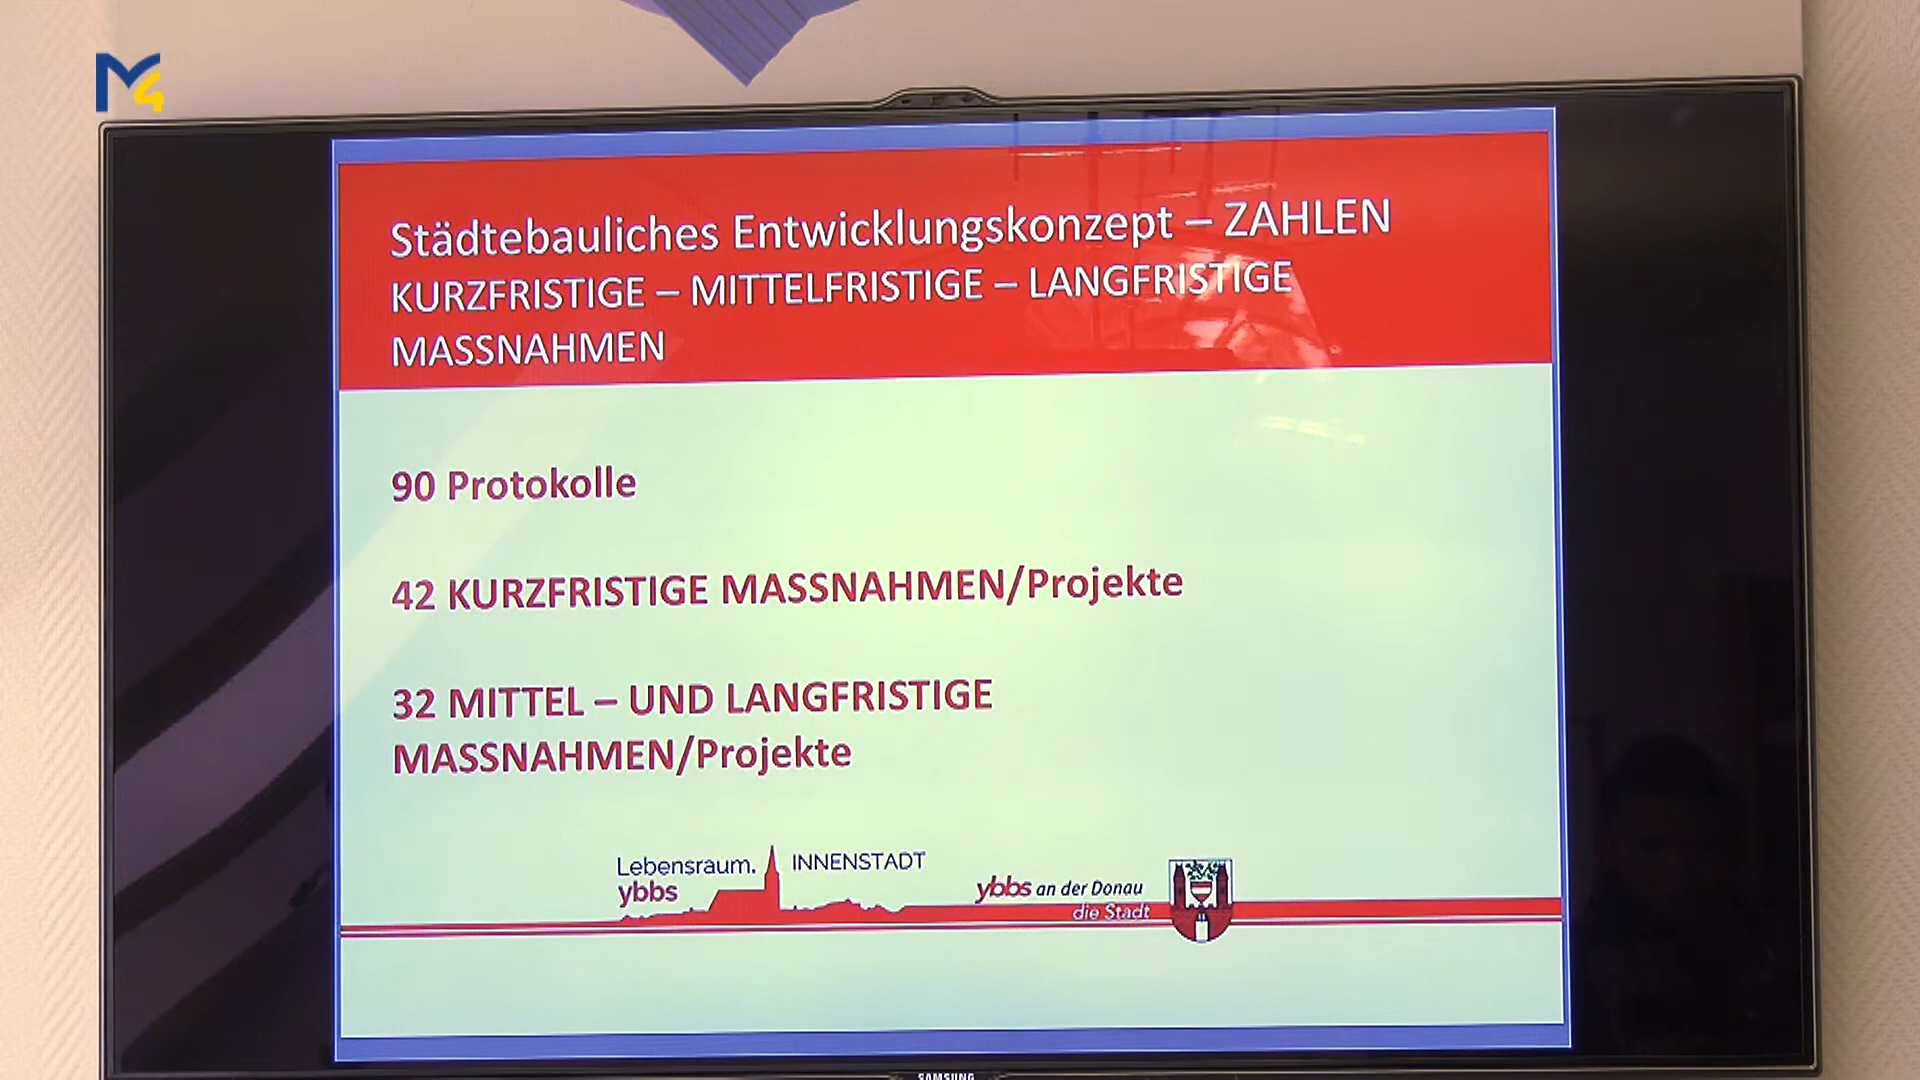 M4
Städtebauliches Entwicklungskonzept – ZAHLEN
KURZFRISTIGE – MITTELFRISTIGE – LANGFRISTIGE
MASSNAHMEN
90 Protokolle
42 KURZFRISTIGE MASSNAHMEN/Projekte
32 MITTEL – UND LANGFRISTIGE
MASSNAHMEN/Projekte
Lebensraum. INNENSTADT
ybbs
ybbs an der Donau
die Stadt
SAMSUNG